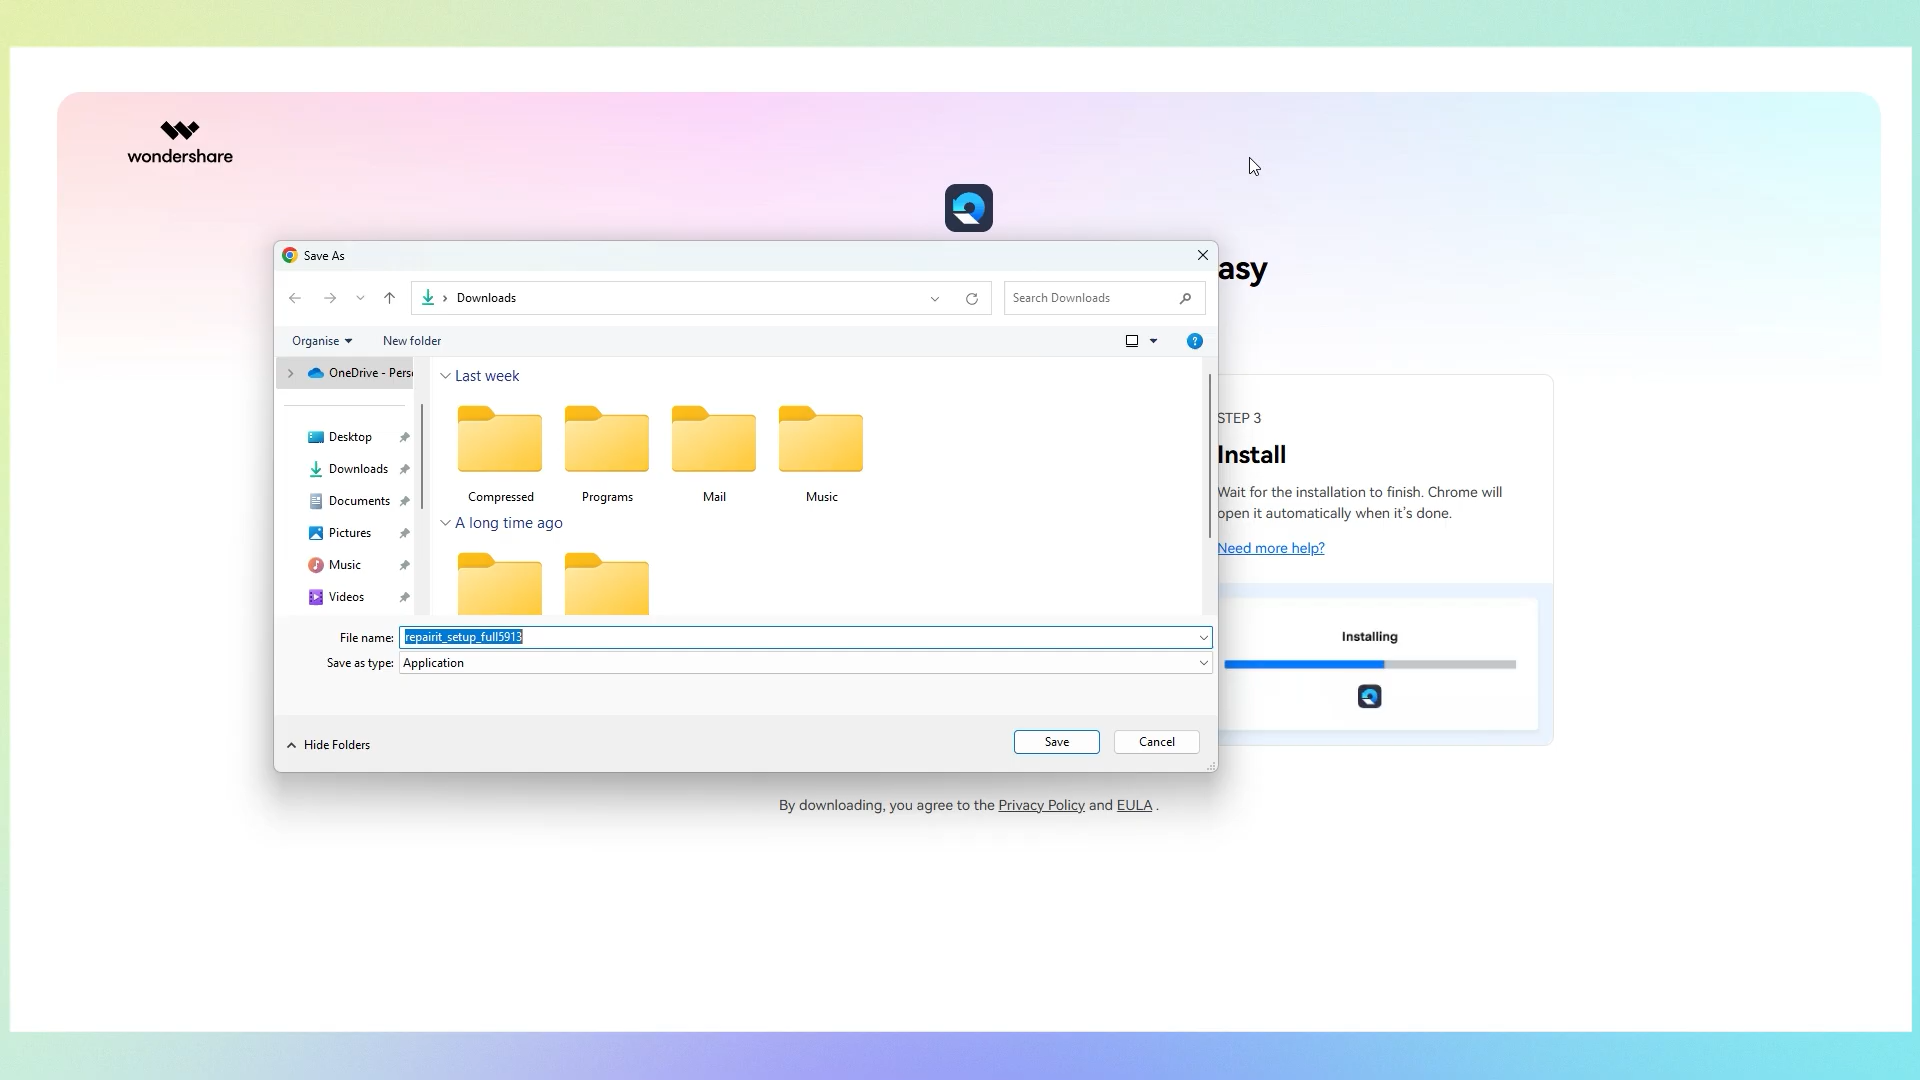 wondershare
asy
Save As
Downloads
Search Downloads
Organise
New folder
OneDrive - Pers
Desktop
Downloads
Documents
Pictures
Music
Videos
Last week
Compressed
Programs
Mail
Music
A long time ago
File name: repairit_setup_full5913
Save as type: Application
Hide Folders
Save
Cancel
STEP 3
Install
Wait for the installation to finish. Chrome will
open it automatically when it's done.
Need more help?
Installing
By downloading, you agree to the Privacy Policy and EULA .